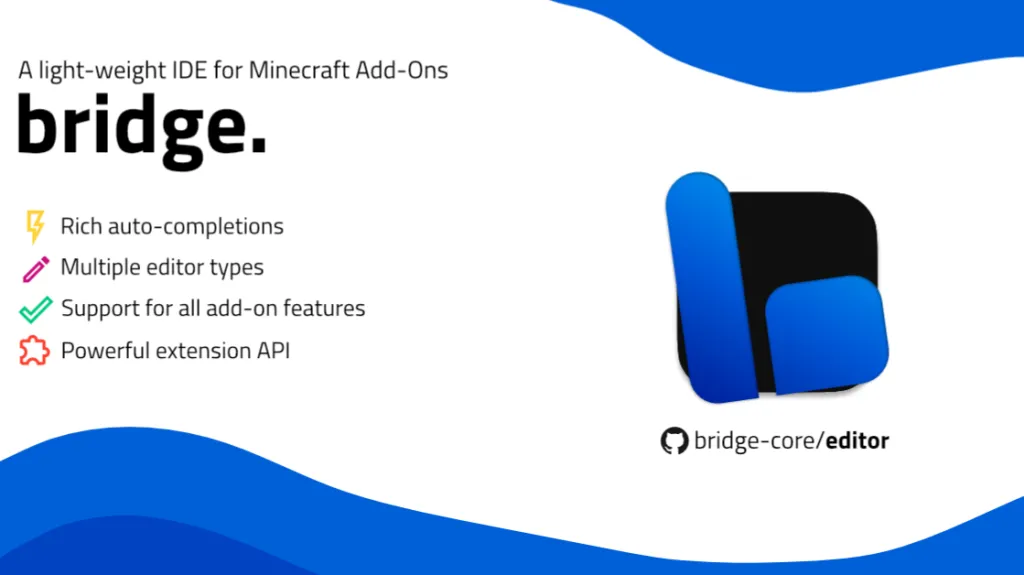 A light-weight IDE for Minecraft Add-Ons
bridge.
Rich auto-completions
Multiple editor types
Support for all add-on features
Powerful extension API
bridge-core/editor